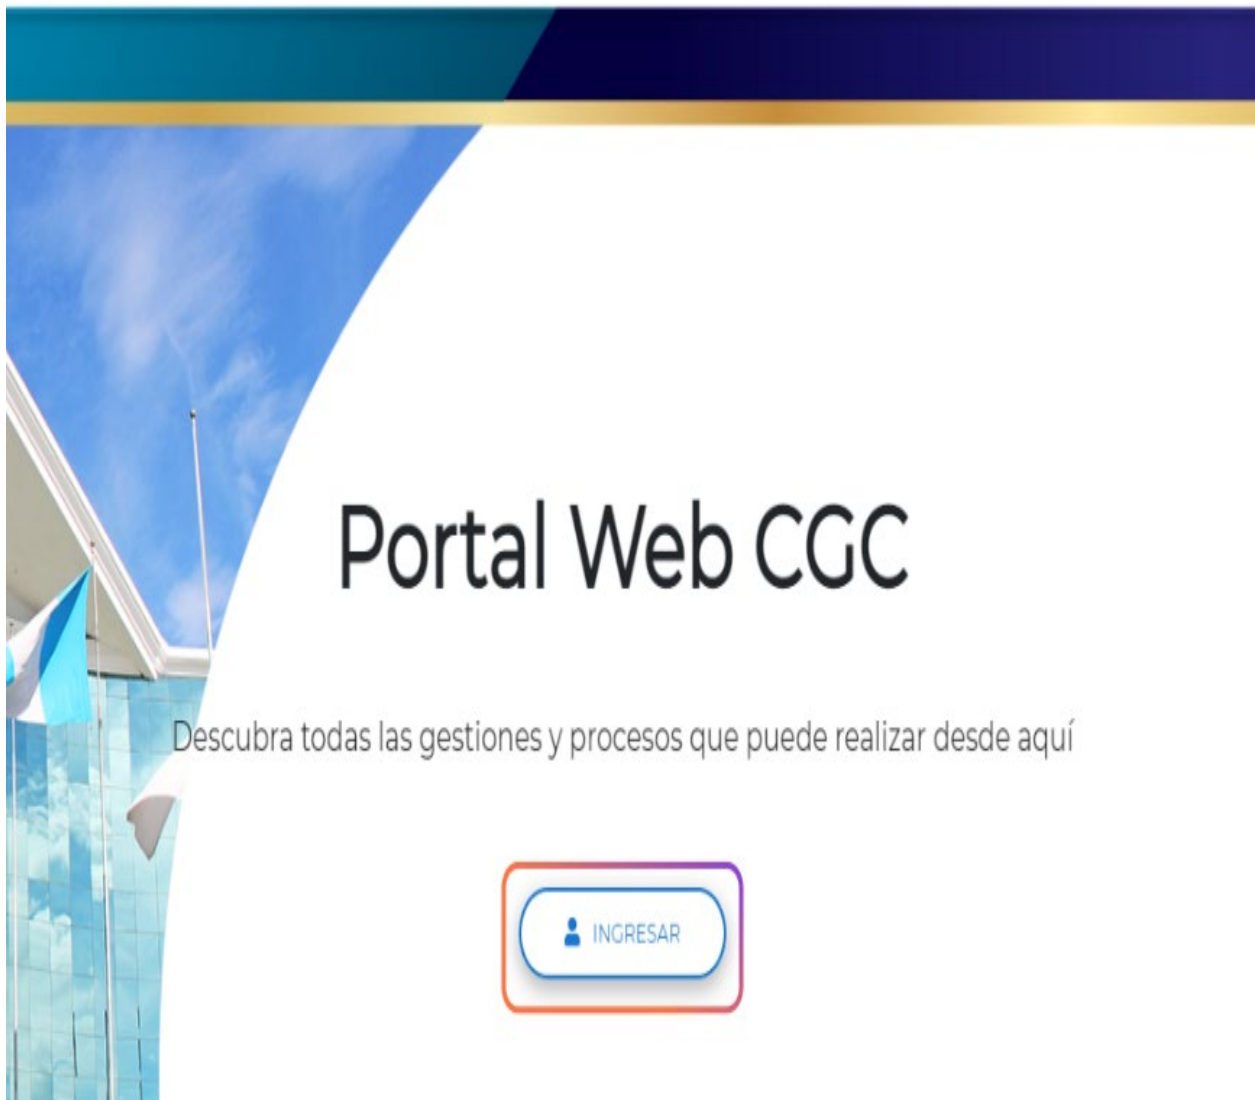 Portal Web CGC
Descubra todas las gestiones y procesos que puede realizar desde aquí
INGRESAR